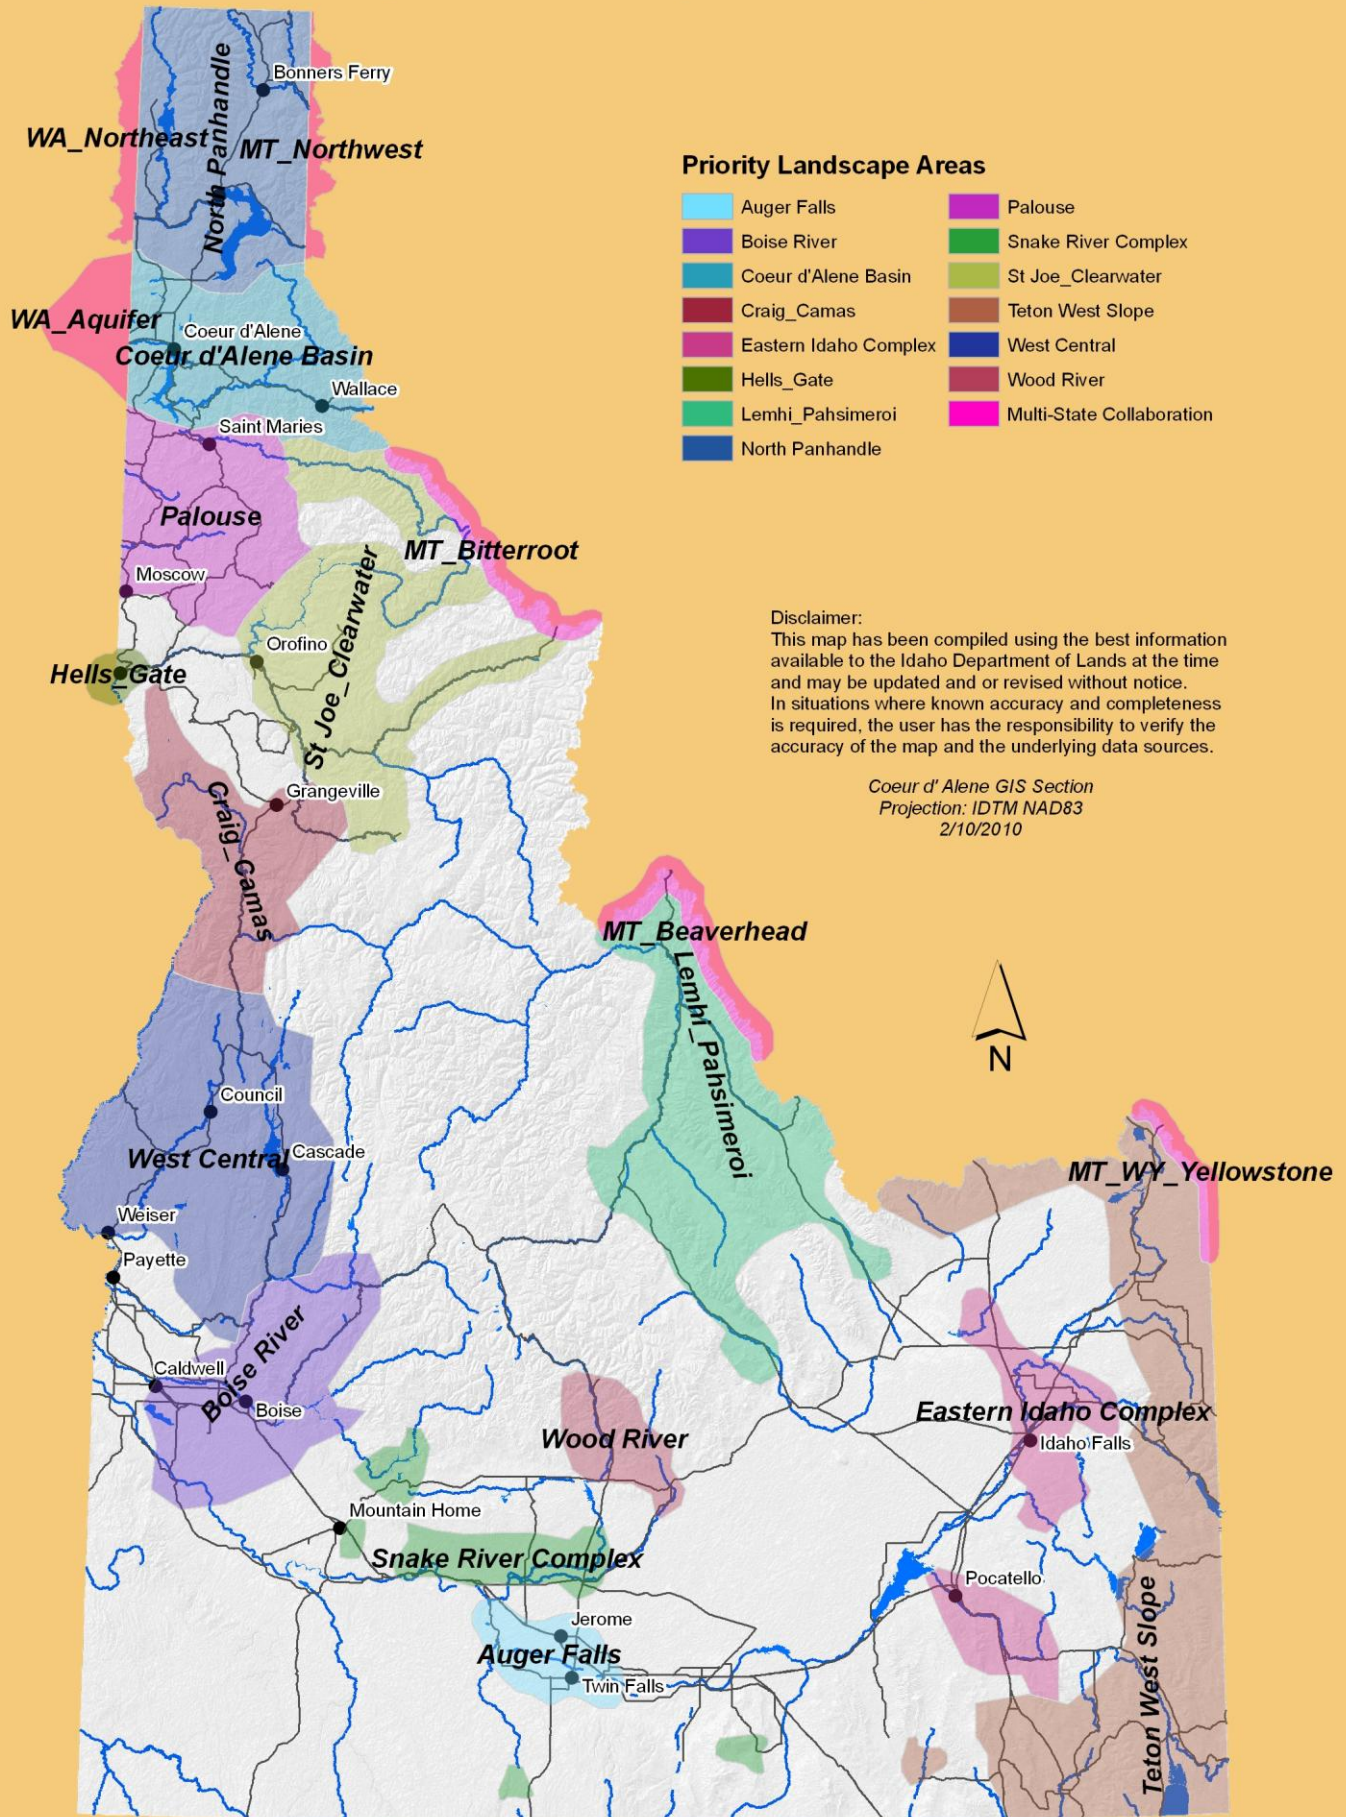 Bonners Ferry
WA_Northeast
North Panhandle
MT_Northwest
Priority Landscape Areas
Auger Falls
Boise River
Coeur d'Alene Basin
Craig_Camas
Eastern Idaho Complex
Hells_Gate
Lemhi_Pahsimeroi
North Panhandle
Palouse
Snake River Complex
St Joe_Clearwater
Teton West Slope
West Central
Wood River
Multi-State Collaboration
WA_Aquifer
Coeur d'Alene
Coeur d'Alene Basin
Wallace
Saint Maries
Palouse
MT_Bitterroot
Moscow
Orofino
St Joe_Clearwater
Hells_Gate
Disclaimer:
This map has been compiled using the best information
available to the Idaho Department of Lands at the time
and may be updated and or revised without notice.
In situations where known accuracy and completeness
is required, the user has the responsibility to verify the
accuracy of the map and the underlying data sources.
Coeur d' Alene GIS Section
Projection: IDTM NAD83
2/10/2010
Grangeville
Craig_Camas
MT_Beaverhead
Lemhi_Pahsimeroi
N
Council
West Central
Cascade
MT_WY_Yellowstone
Weiser
Payette
Caldwell
Boise River
Boise
Wood River
Eastern Idaho Complex
Idaho Falls
Mountain Home
Snake River Complex
Pocatello
Jerome
Auger Falls
Twin Falls
Teton West Slope